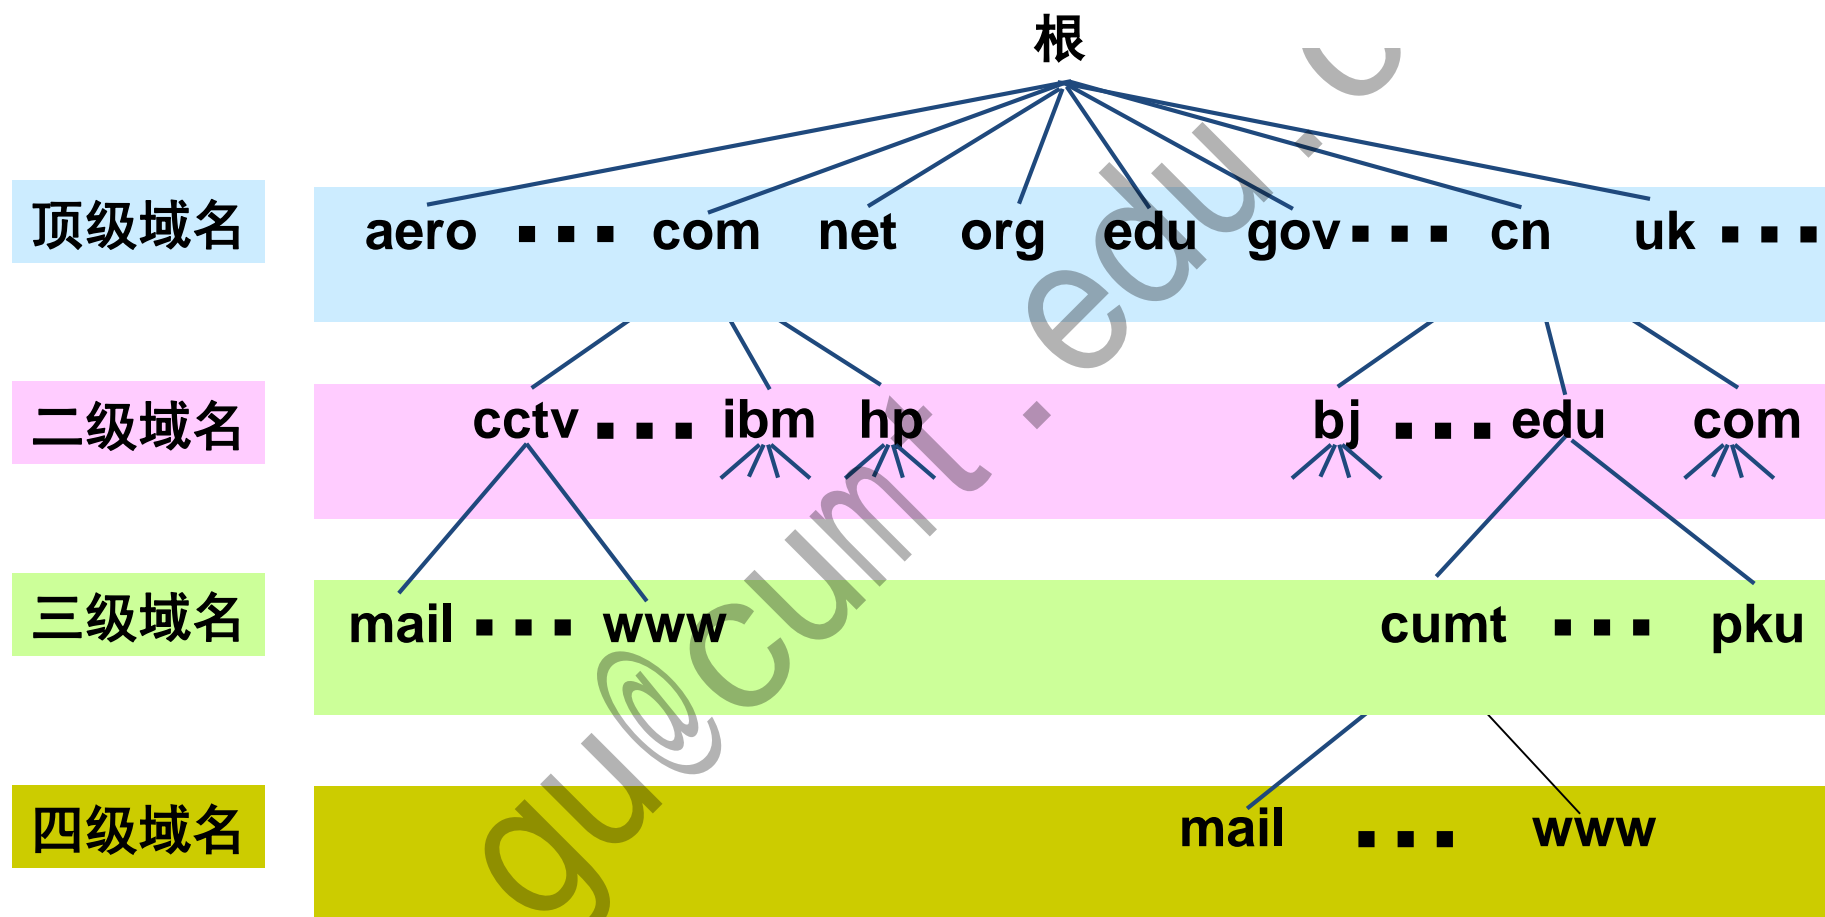 根
顶级域名 aero ▪▪▪ com net org edu gov ▪▪▪ cn uk ▪▪▪
二级域名 cctv ▪▪▪ ibm hp bj ▪▪▪ edu com
三级域名 mail ▪▪▪ www cumt ▪▪▪ pku
四级域名 mail ▪▪▪ www
gu@cumt.edu.c